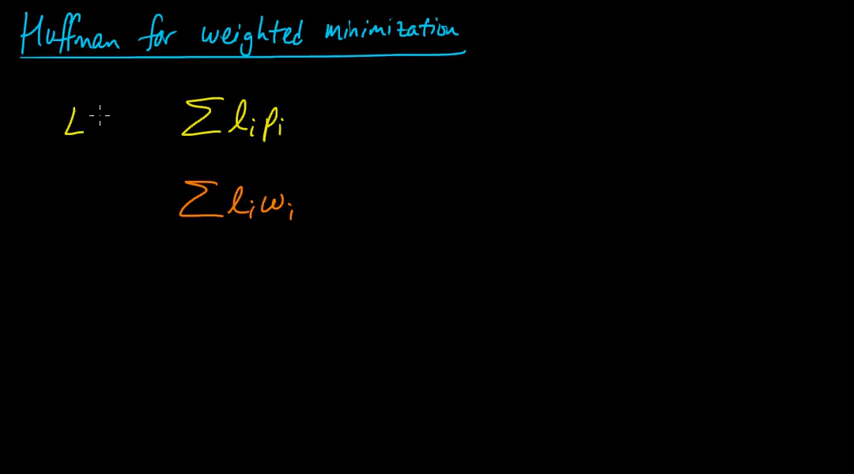 Huffman for weighted minimization
L ∑ lᵢpᵢ
∑ lᵢwᵢ